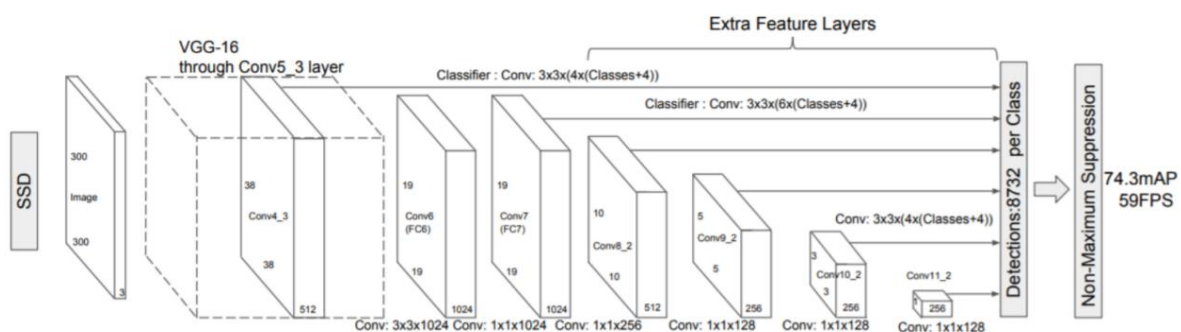 Extra Feature Layers
VGG-16
through Conv5_3 layer
Classifier : Conv: 3x3x(4x(Classes+4))
Classifier : Conv: 3x3x(6x(Classes+4))
SSD
300
Image
300
3
38
Conv4_3
38
512
19
Conv6
(FC6)
19
1024
19
Conv7
(FC7)
19
1024
10
Conv8_2
10
512
5
Conv9_2
5
256
Conv: 3x3x(4x(Classes+4))
3
Conv10_2
3
256
Conv11_2
1
256
Detections:8732 per Class
Non-Maximum Suppression
74.3mAP
59FPS
Conv: 3x3x1024
Conv: 1x1x1024
Conv: 1x1x256
Conv: 1x1x128
Conv: 1x1x128
Conv: 1x1x128